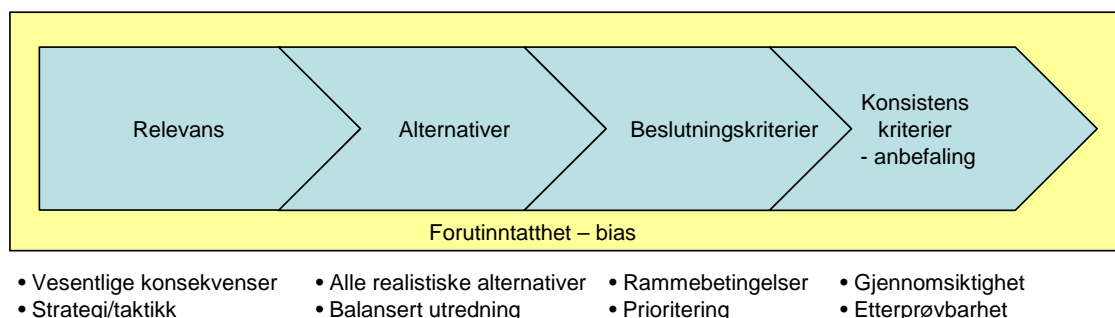 Relevans
Alternativer
Beslutningskriterier
Konsistens
kriterier
- anbefaling
Forutinntatthet – bias
• Vesentlige konsekvenser
• Strategi/taktikk
• Alle realistiske alternativer
• Balansert utredning
• Rammebetingelser
• Prioritering
• Gjennomsiktighet
• Etterprøvbarhet